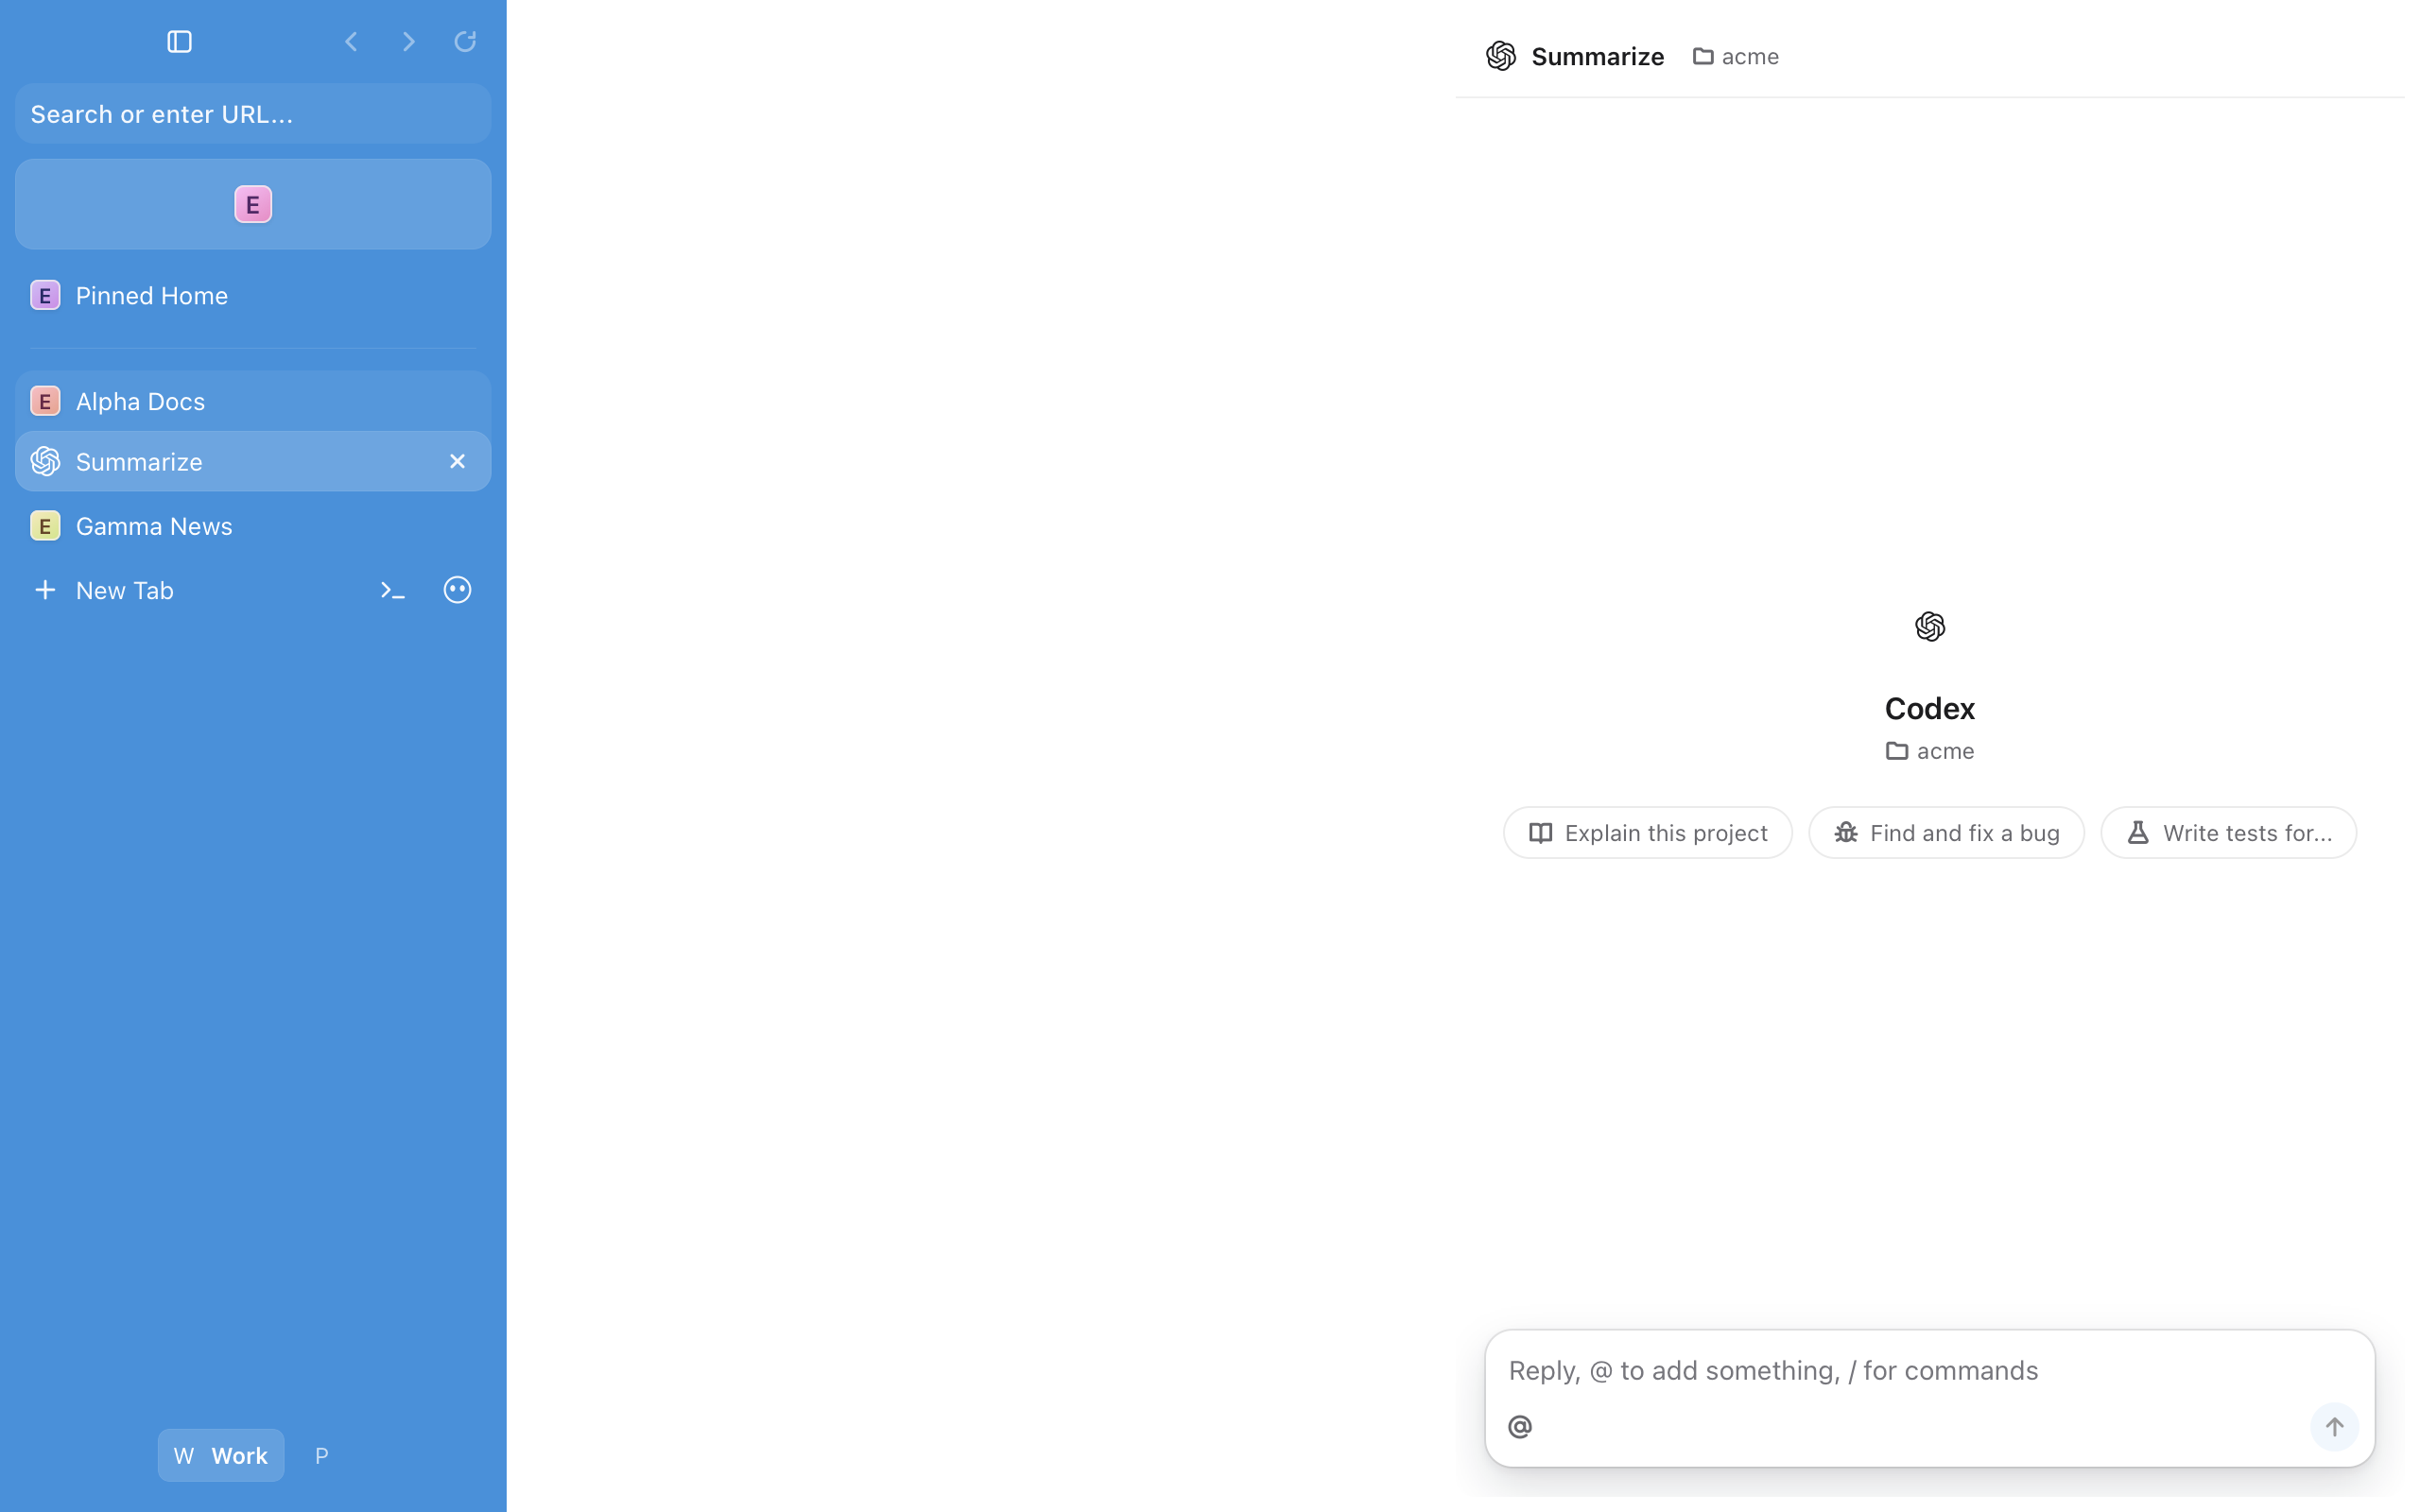 Search or enter URL...
E
E Pinned Home
E Alpha Docs
Summarize
E Gamma News
New Tab
W Work P
Summarize acme
Codex
acme
Explain this project Find and fix a bug Write tests for...
Reply, @ to add something, / for commands
@